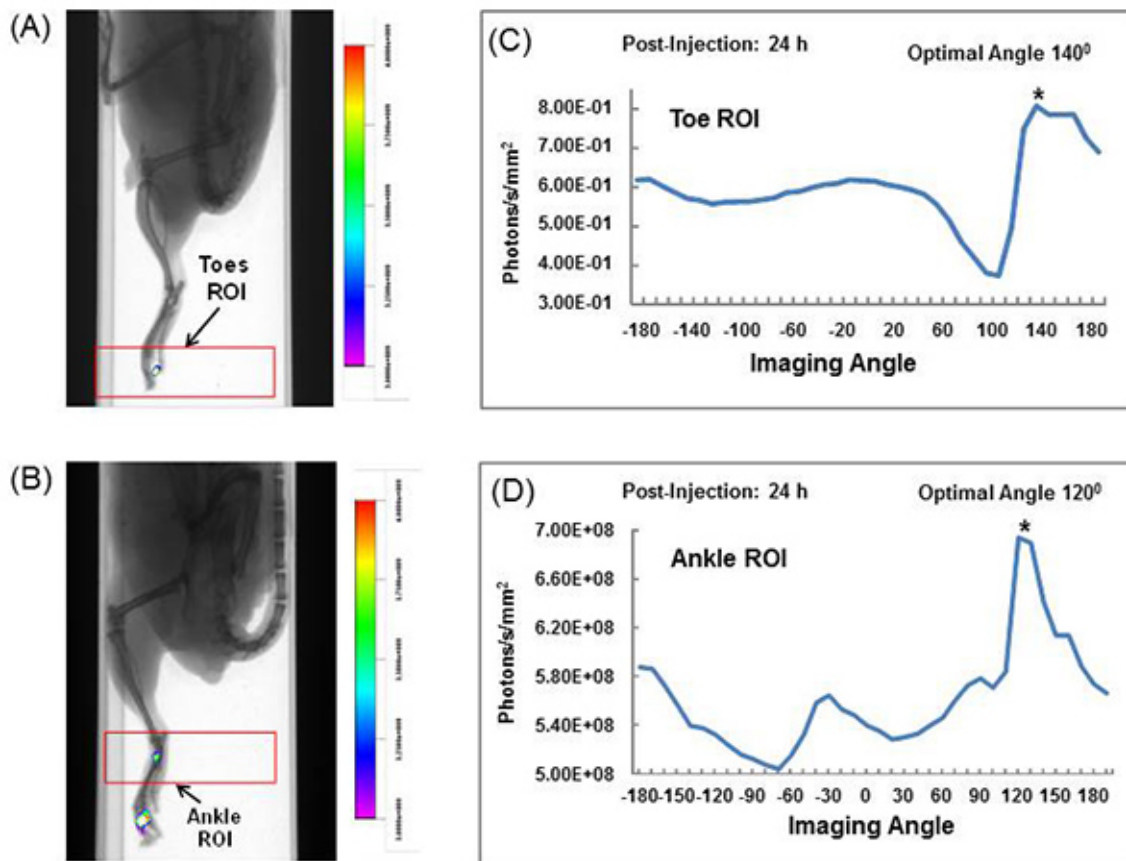 (A)
Toes
ROI
(B)
Ankle
ROI
(C)
Post-Injection: 24 h
Optimal Angle 140⁰
*
Toe ROI
Photons/s/mm²
8.00E-01
7.00E-01
6.00E-01
5.00E-01
4.00E-01
3.00E-01
-180 -140 -100 -60 -20 20 60 100 140 180
Imaging Angle
(D)
Post-Injection: 24 h
Optimal Angle 120⁰
*
Ankle ROI
Photons/s/mm²
7.00E+08
6.60E+08
6.20E+08
5.80E+08
5.40E+08
5.00E+08
-180 -150 -120 -90 -60 -30 0 30 60 90 120 150 180
Imaging Angle